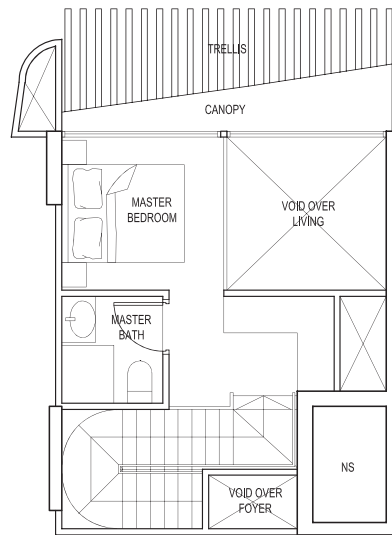 TRELLIS
CANOPY
MASTER
BEDROOM
VOID OVER
LIVING
MASTER
BATH
NS
VOID OVER
FOYER